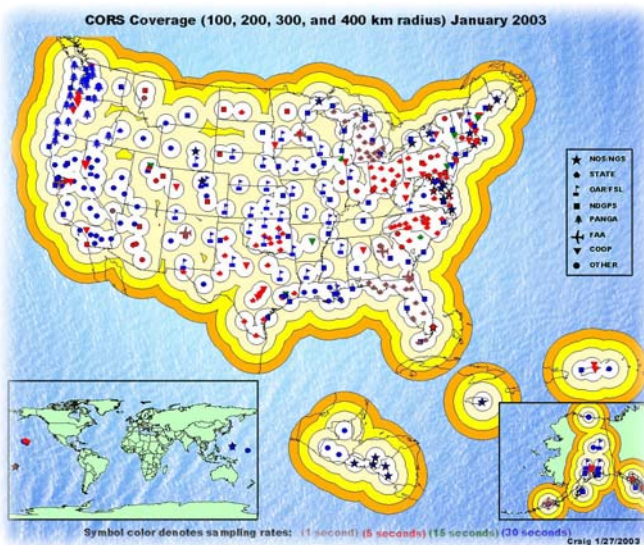 CORS Coverage (100, 200, 300, and 400 km radius) January 2003
NOS/NGS
STATE
GAR/FSL
NDGPS
PANGA
FAA
COOP
OTHER
Symbol color denotes sampling rates: (1 second) (5 seconds) (15 seconds) (30 seconds)
Craig 1/27/2003